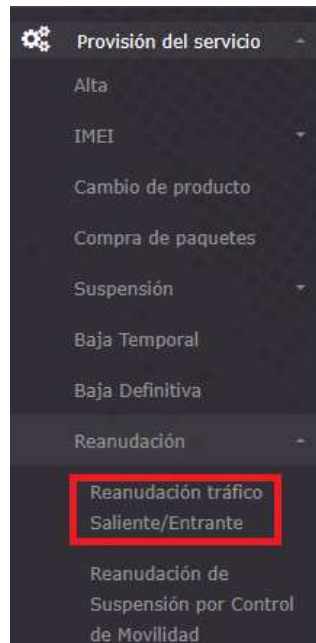 Provisión del servicio
Alta
IMEI
Cambio de producto
Compra de paquetes
Suspensión
Baja Temporal
Baja Definitiva
Reanudación
Reanudación tráfico
Saliente/Entrante
Reanudación de
Suspensión por Control
de Movilidad